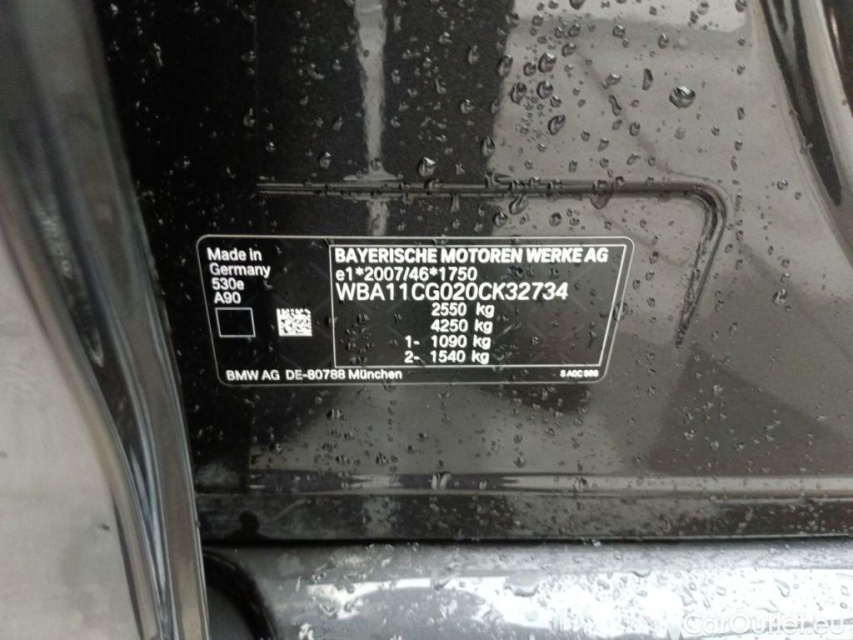 Made in
Germany
530e
A90
BAYERISCHE MOTOREN WERKE AG
e1*2007/46*1750
WBA11CG020CK32734
2550 kg
4250 kg
1- 1090 kg
2- 1540 kg
BMW AG DE-80788 München
CarOutlet.eu